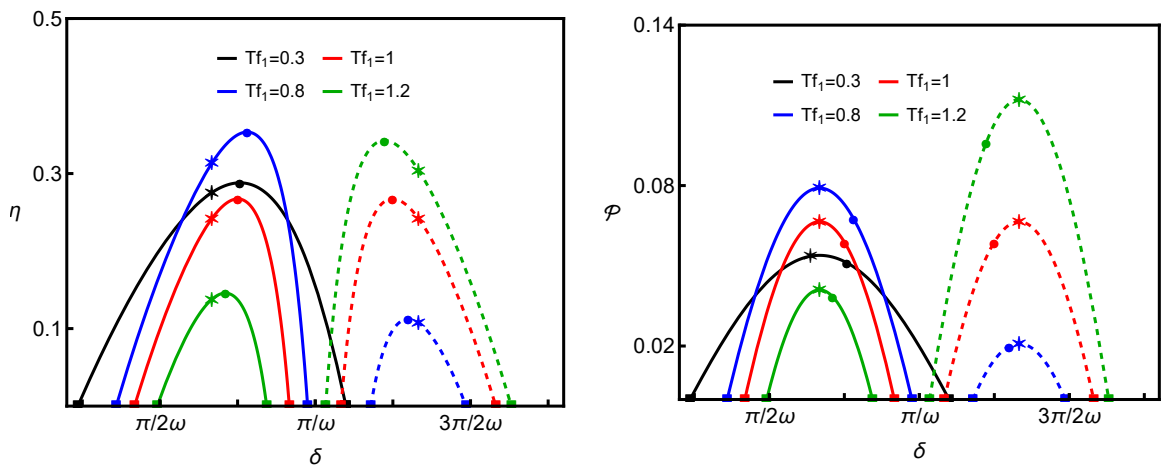 0.5
Tf₁=0.3
Tf₁=1
Tf₁=0.8
Tf₁=1.2
0.3
η
0.1
π/2ω
π/ω
3π/2ω
δ
0.14
Tf₁=0.3
Tf₁=1
Tf₁=0.8
Tf₁=1.2
0.08
𝒫
0.02
π/2ω
π/ω
3π/2ω
δ